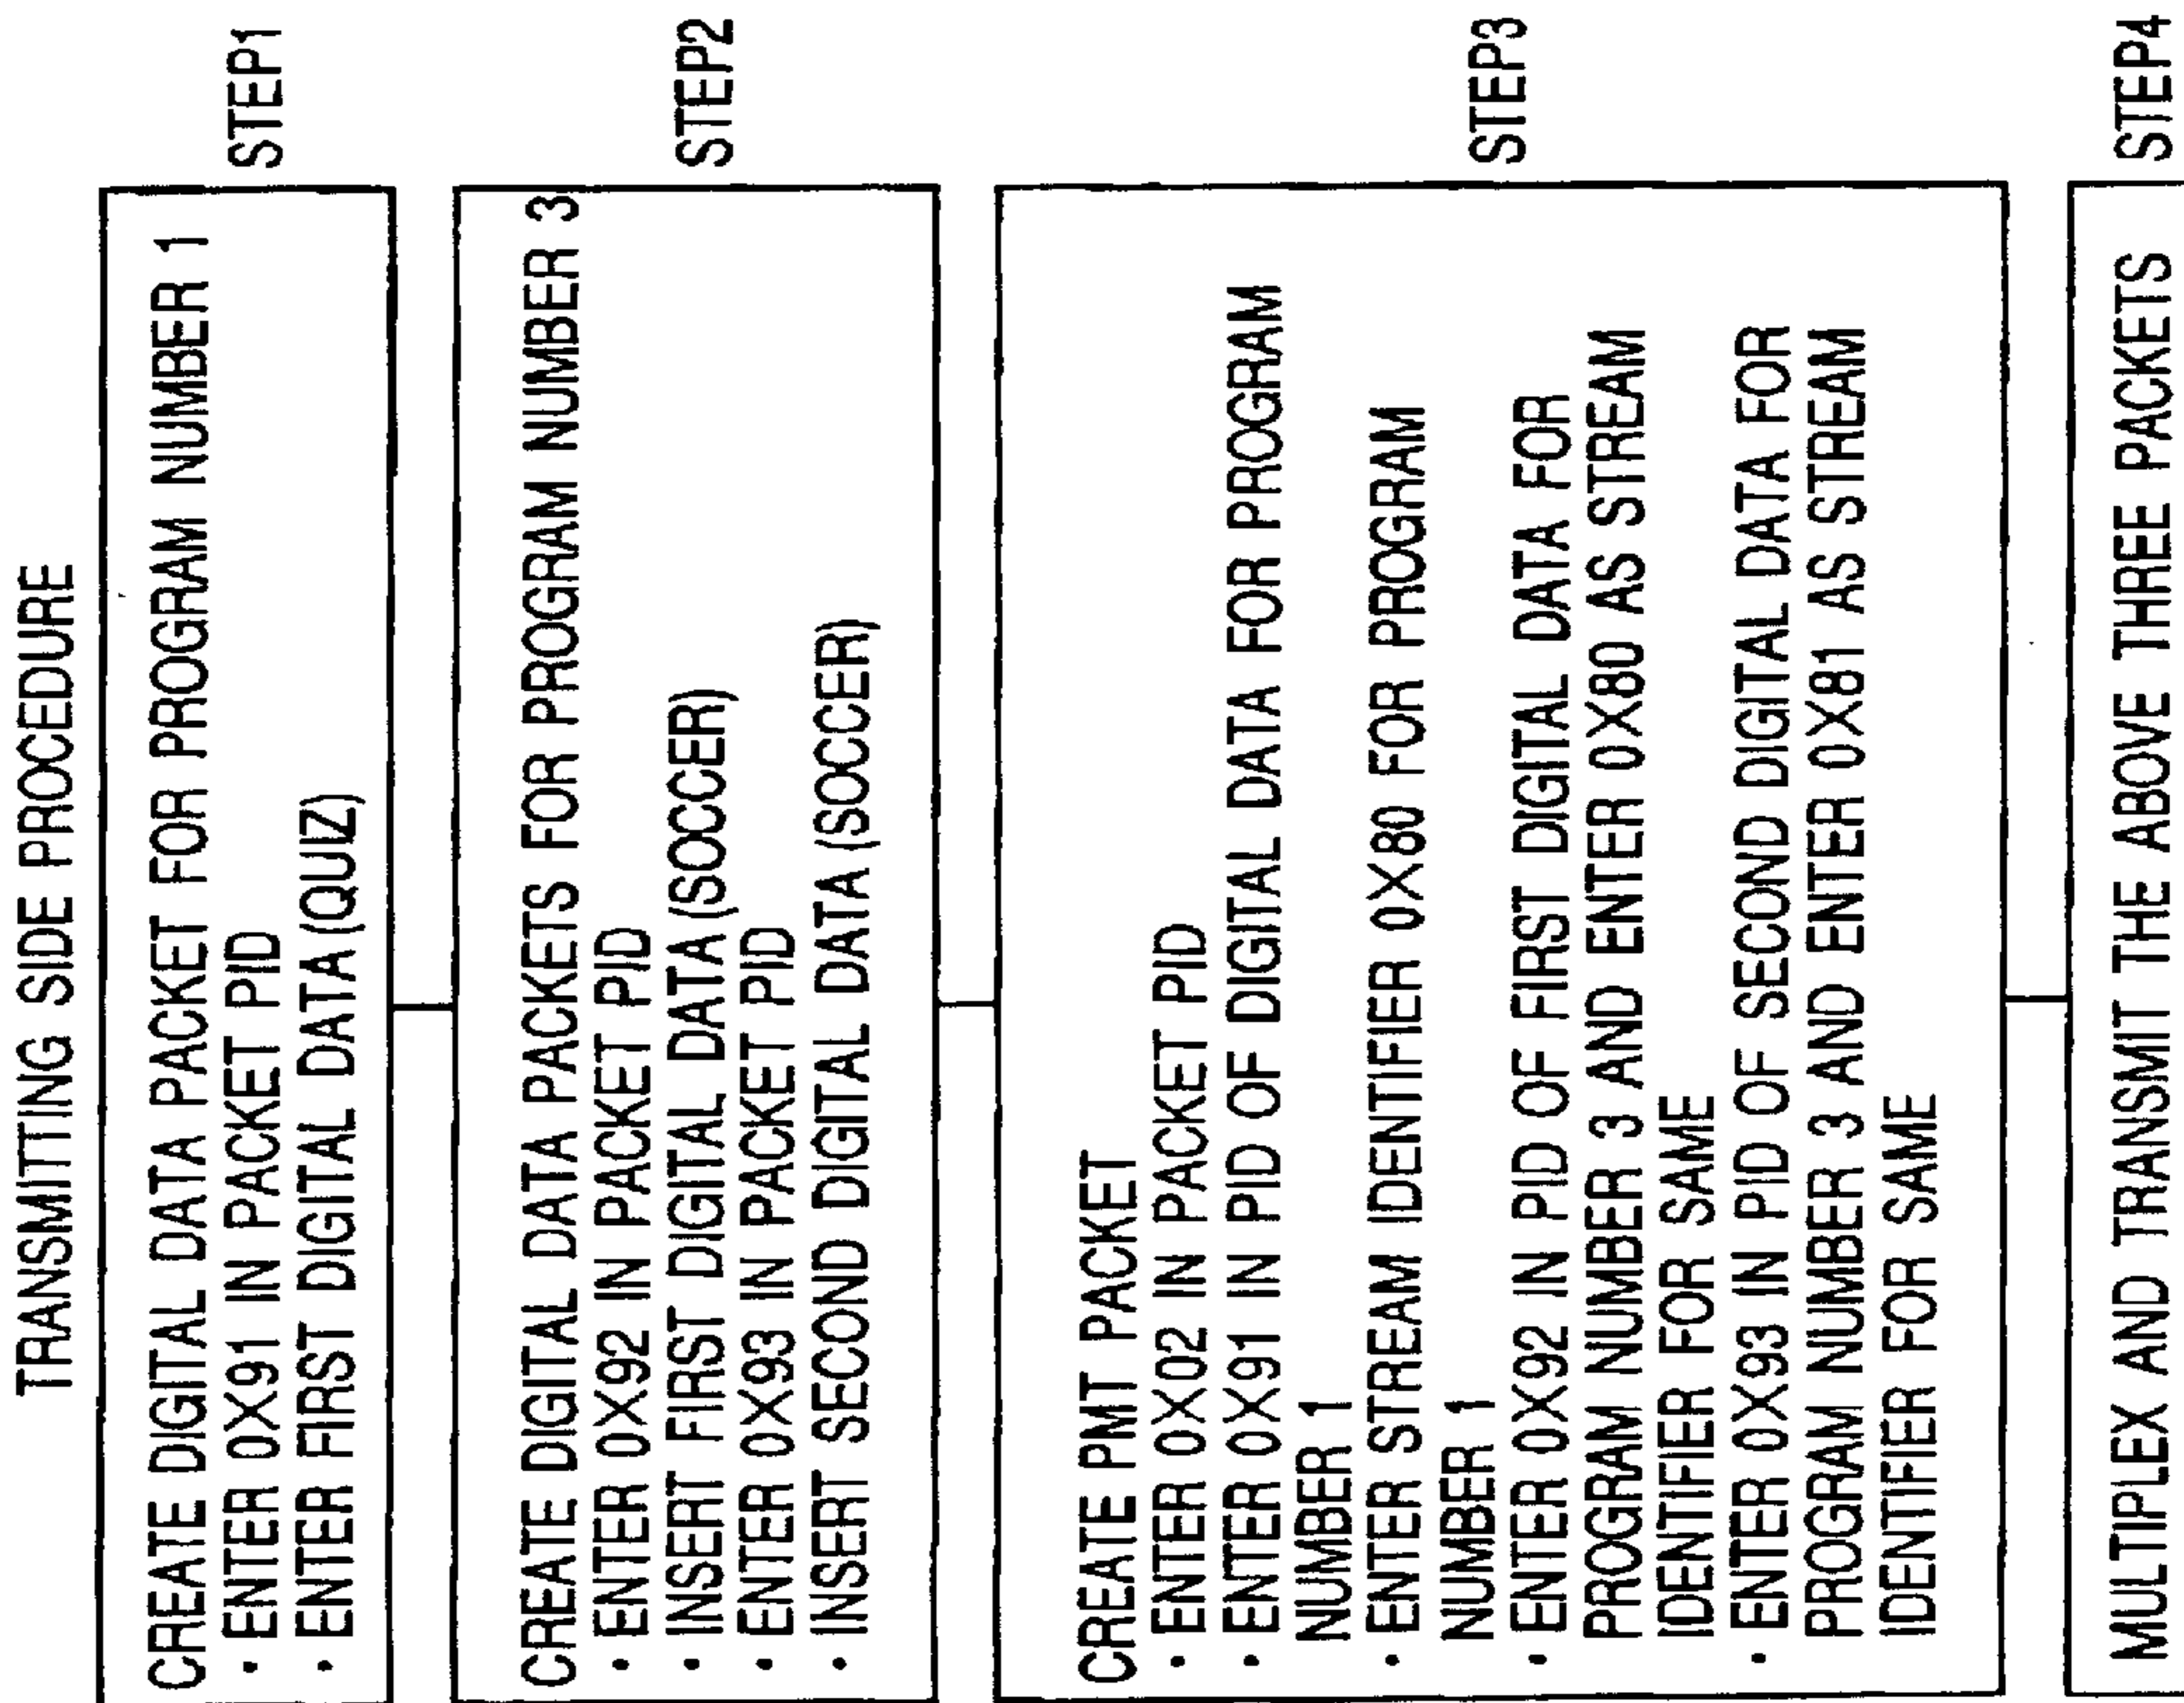 TRANSMITTING SIDE PROCEDURE
CREATE DIGITAL DATA PACKET FOR PROGRAM NUMBER 1
• ENTER 0X91 IN PACKET PID
• ENTER FIRST DIGITAL DATA (QUIZ)
STEP1
CREATE DIGITAL DATA PACKETS FOR PROGRAM NUMBER 3
• ENTER 0X92 IN PACKET PID
• INSERT FIRST DIGITAL DATA (SOCCER)
• ENTER 0X93 IN PACKET PID
• INSERT SECOND DIGITAL DATA (SOCCER)
STEP2
CREATE PMT PACKET
• ENTER 0X02 IN PACKET PID
• ENTER 0X91 IN PID OF DIGITAL DATA FOR PROGRAM
NUMBER 1
• ENTER STREAM IDENTIFIER 0X80 FOR PROGRAM
NUMBER 1
• ENTER 0X92 IN PID OF FIRST DIGITAL DATA FOR
PROGRAM NUMBER 3 AND ENTER 0X80 AS STREAM
IDENTIFIER FOR SAME
• ENTER 0X93 IN PID OF SECOND DIGITAL DATA FOR
PROGRAM NUMBER 3 AND ENTER 0X81 AS STREAM
IDENTIFIER FOR SAME
STEP3
MULTIPLEX AND TRANSMIT THE ABOVE THREE PACKETS
STEP4